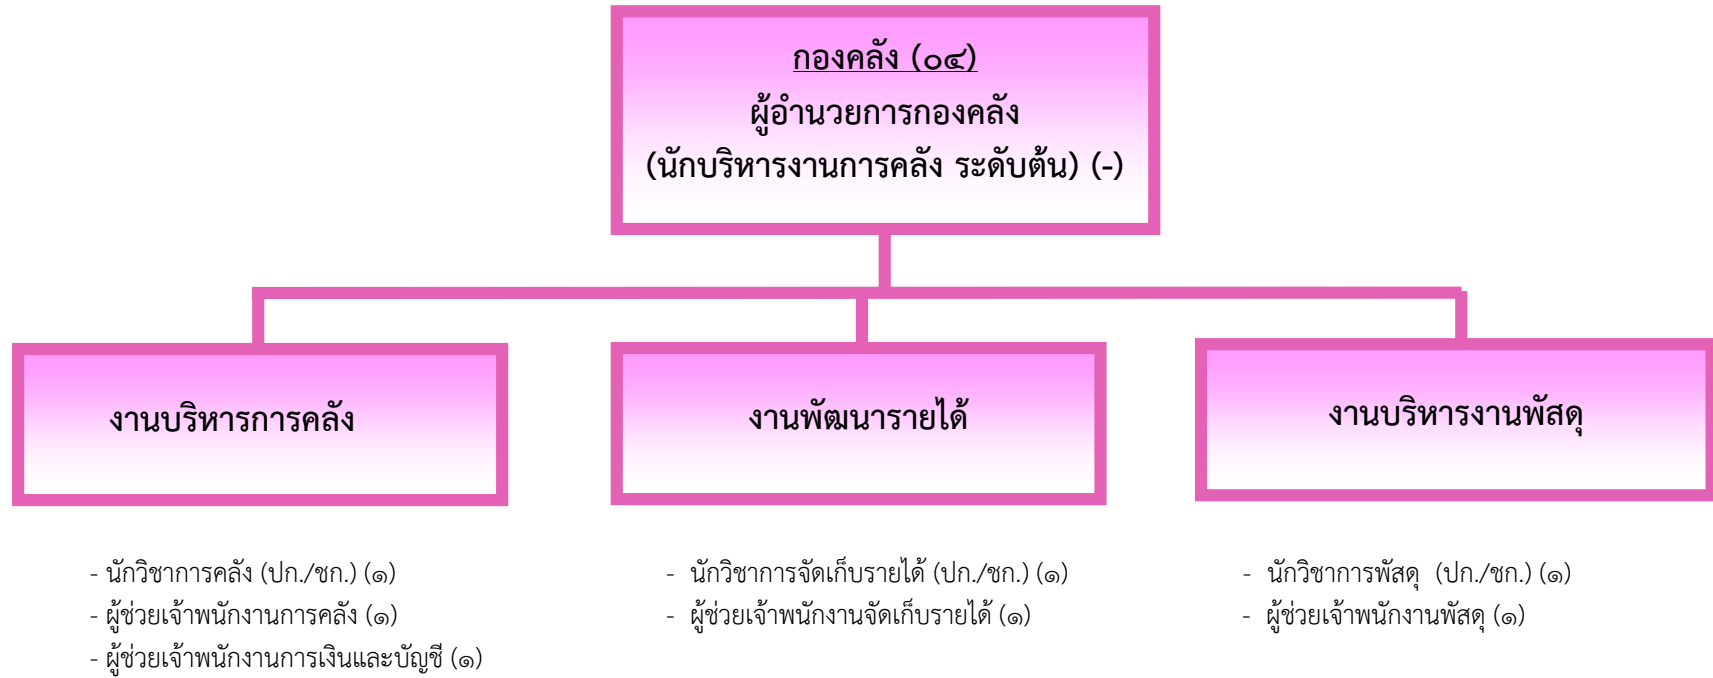 กองคลัง (๐๔)
ผู้อำนวยการกองคลัง
(นักบริหารงานการคลัง ระดับต้น) (-)
งานบริหารการคลัง
- นักวิชาการคลัง (ปก./ชก.) (๑)
- ผู้ช่วยเจ้าพนักงานการคลัง (๑)
- ผู้ช่วยเจ้าพนักงานการเงินและบัญชี (๑)
งานพัฒนารายได้
- นักวิชาการจัดเก็บรายได้ (ปก./ชก.) (๑)
- ผู้ช่วยเจ้าพนักงานจัดเก็บรายได้ (๑)
งานบริหารงานพัสดุ
- นักวิชาการพัสดุ (ปก./ชก.) (๑)
- ผู้ช่วยเจ้าพนักงานพัสดุ (๑)